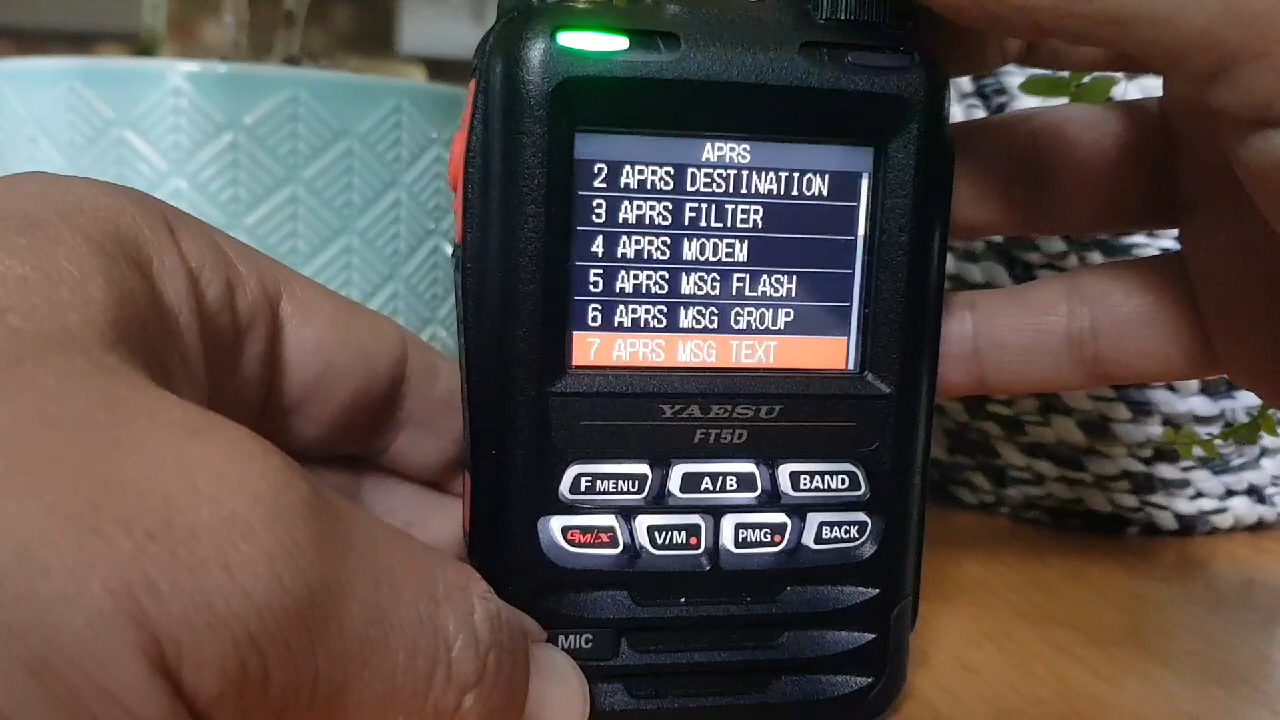 APRS
2 APRS DESTINATION
3 APRS FILTER
4 APRS MODEM
5 APRS MSG FLASH
6 APRS MSG GROUP
7 APRS MSG TEXT
YAESU
FT5D
F MENU A/B BAND
GM/X V/M PMG BACK
MIC